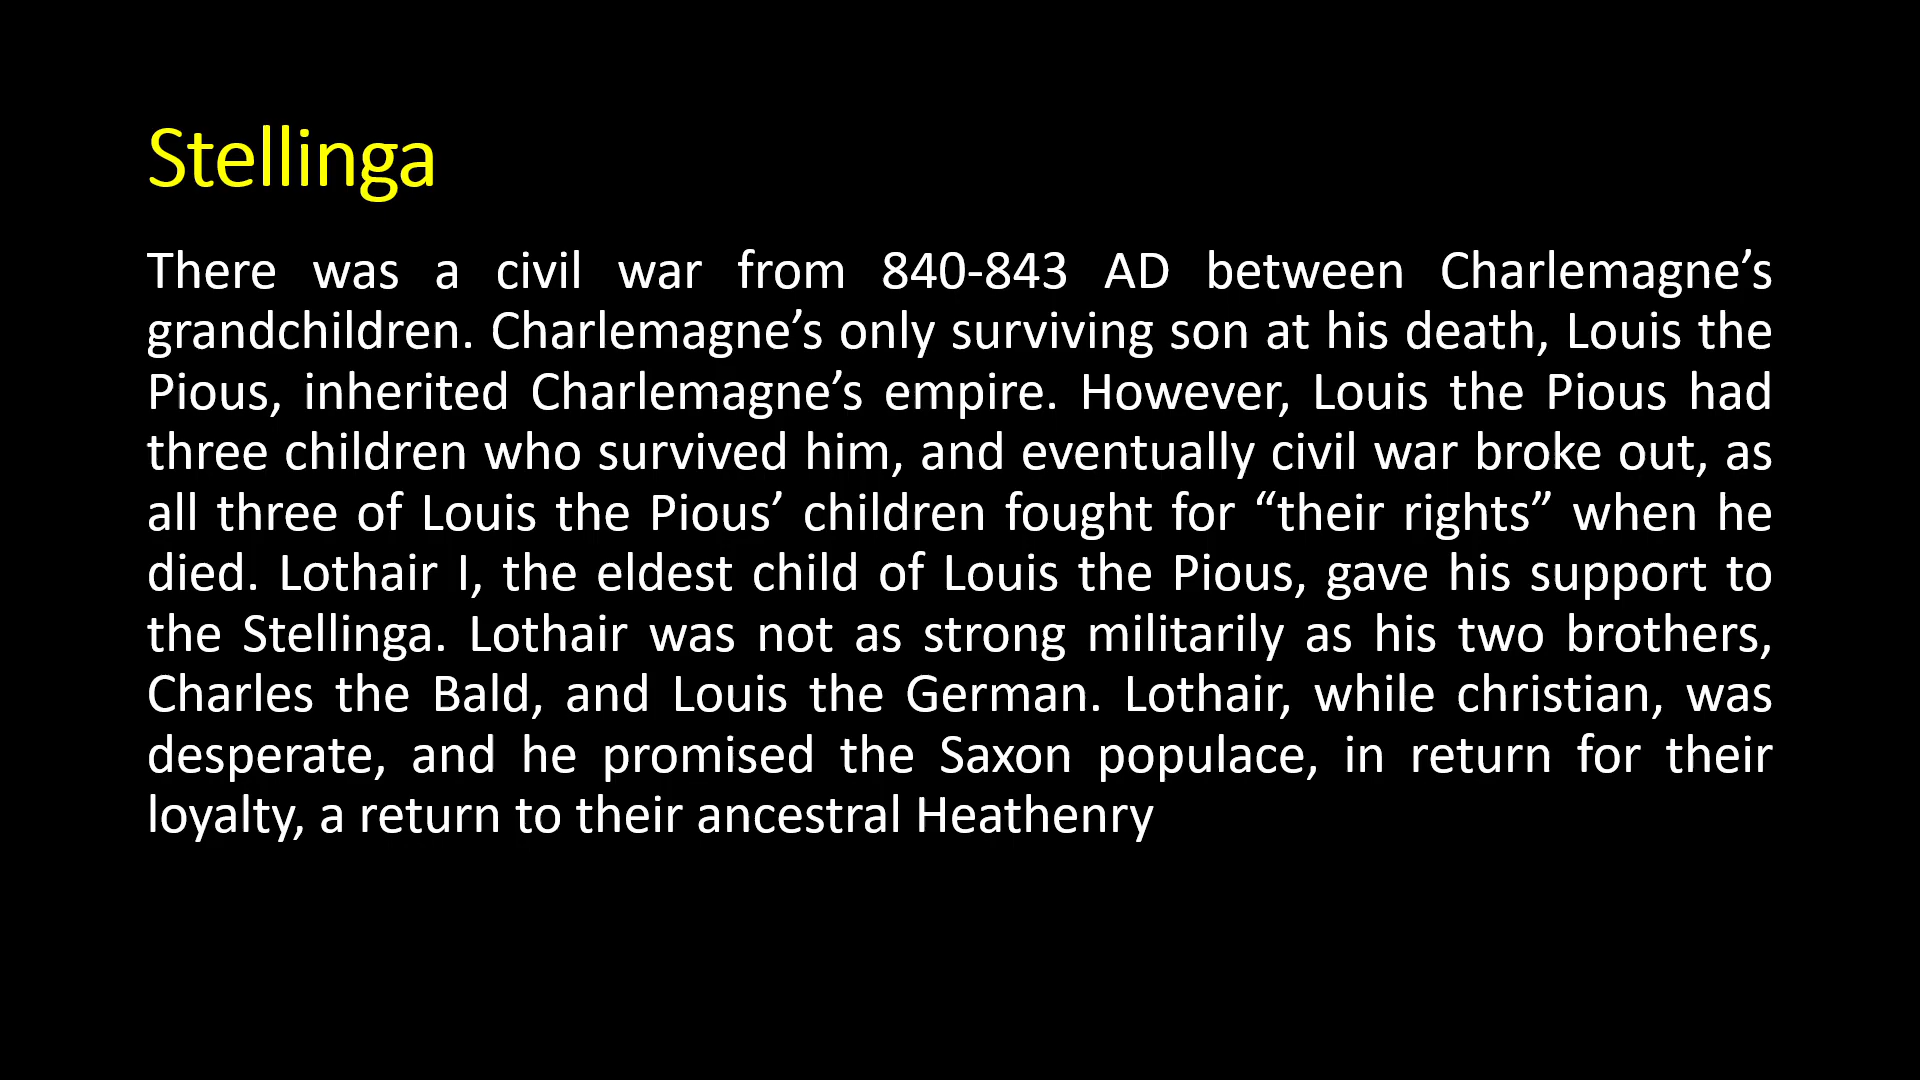 Stellinga
There was a civil war from 840-843 AD between Charlemagne’s
grandchildren. Charlemagne’s only surviving son at his death, Louis the
Pious, inherited Charlemagne’s empire. However, Louis the Pious had
three children who survived him, and eventually civil war broke out, as
all three of Louis the Pious’ children fought for “their rights” when he
died. Lothair I, the eldest child of Louis the Pious, gave his support to
the Stellinga. Lothair was not as strong militarily as his two brothers,
Charles the Bald, and Louis the German. Lothair, while christian, was
desperate, and he promised the Saxon populace, in return for their
loyalty, a return to their ancestral Heathenry